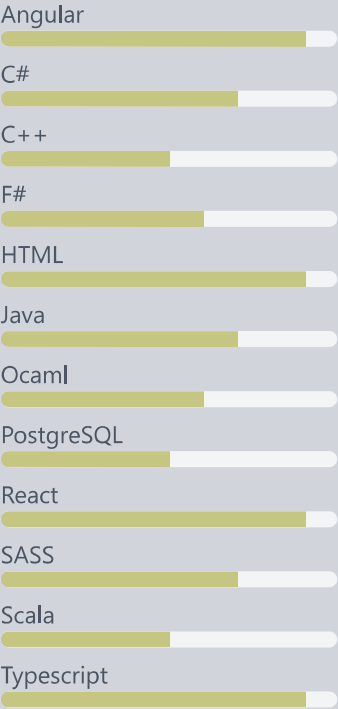 Angular
C#
C++
F#
HTML
Java
Ocaml
PostgreSQL
React
SASS
Scala
Typescript